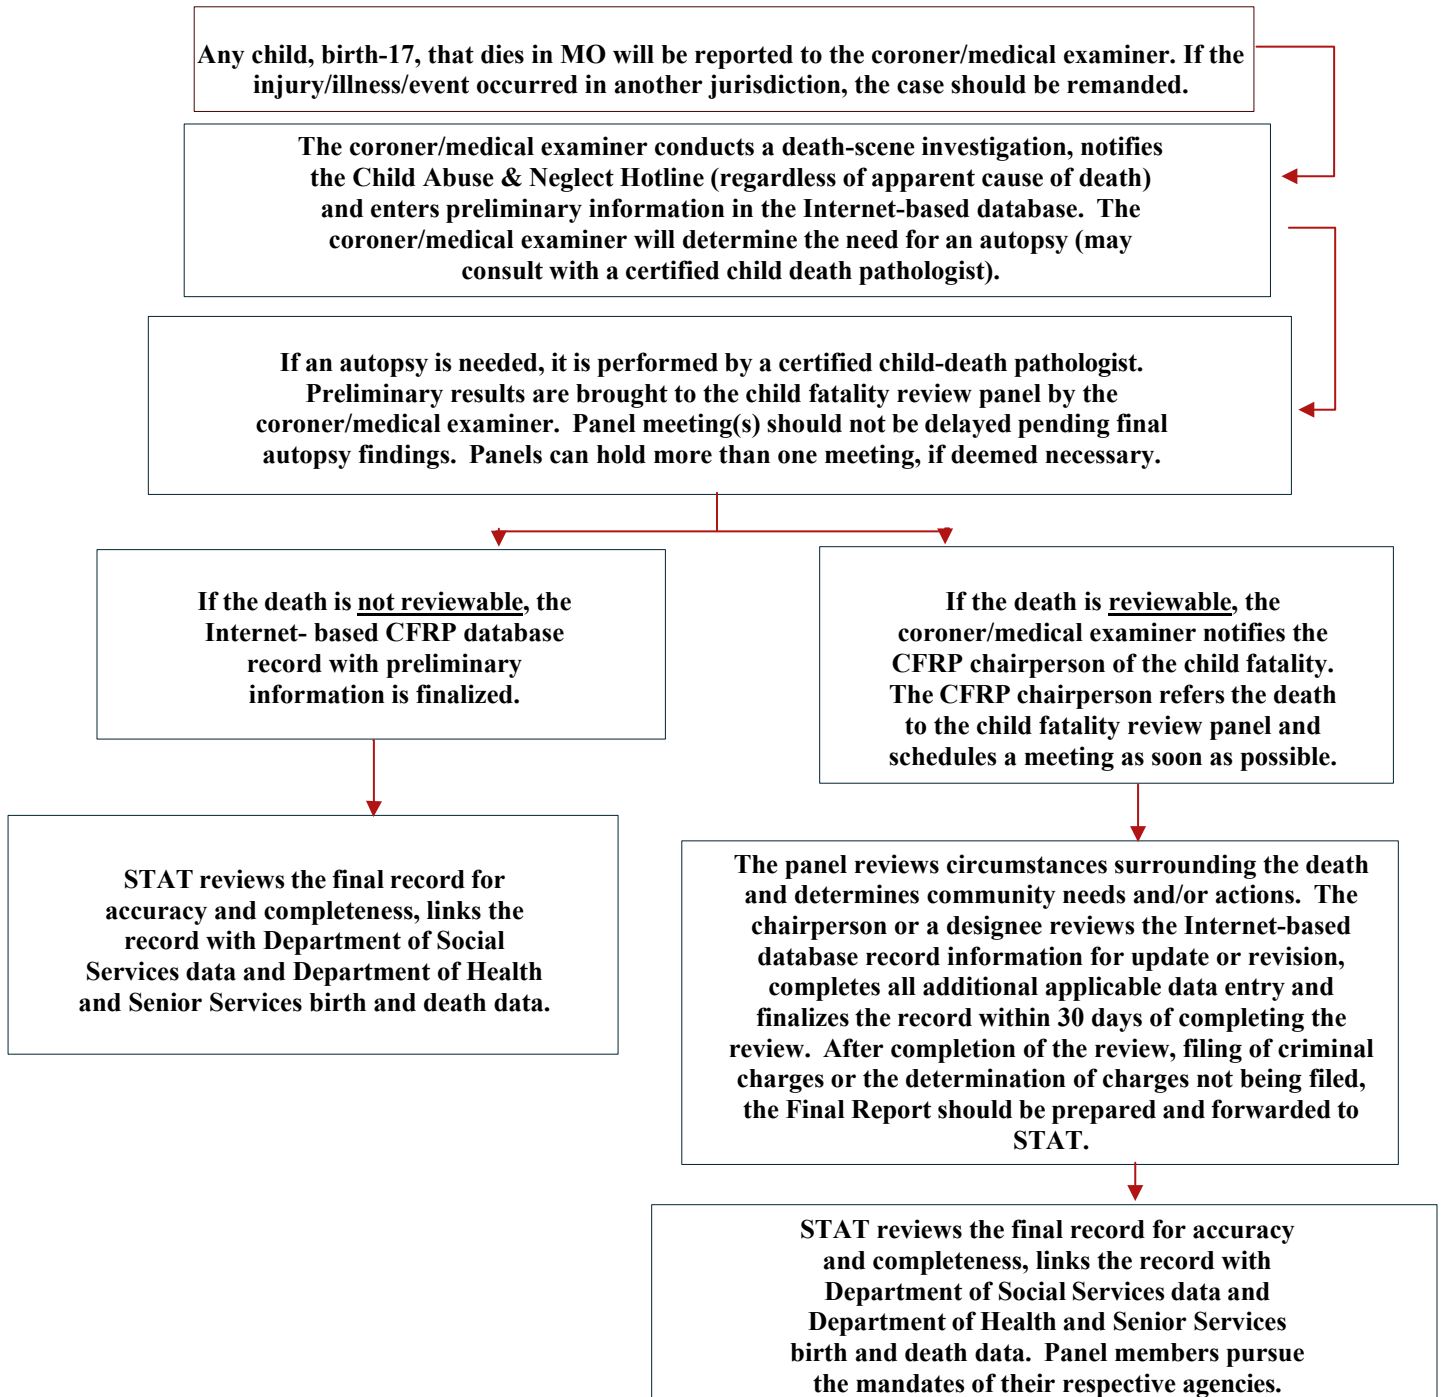 Any child, birth-17, that dies in MO will be reported to the coroner/medical examiner. If the
injury/illness/event occurred in another jurisdiction, the case should be remanded.
The coroner/medical examiner conducts a death-scene investigation, notifies
the Child Abuse & Neglect Hotline (regardless of apparent cause of death)
and enters preliminary information in the Internet-based database. The
coroner/medical examiner will determine the need for an autopsy (may
consult with a certified child death pathologist).
If an autopsy is needed, it is performed by a certified child-death pathologist.
Preliminary results are brought to the child fatality review panel by the
coroner/medical examiner. Panel meeting(s) should not be delayed pending final
autopsy findings. Panels can hold more than one meeting, if deemed necessary.
If the death is not reviewable, the
Internet- based CFRP database
record with preliminary
information is finalized.
If the death is reviewable, the
coroner/medical examiner notifies the
CFRP chairperson of the child fatality.
The CFRP chairperson refers the death
to the child fatality review panel and
schedules a meeting as soon as possible.
STAT reviews the final record for
accuracy and completeness, links the
record with Department of Social
Services data and Department of Health
and Senior Services birth and death data.
The panel reviews circumstances surrounding the death
and determines community needs and/or actions. The
chairperson or a designee reviews the Internet-based
database record information for update or revision,
completes all additional applicable data entry and
finalizes the record within 30 days of completing the
review. After completion of the review, filing of criminal
charges or the determination of charges not being filed,
the Final Report should be prepared and forwarded to
STAT.
STAT reviews the final record for accuracy
and completeness, links the record with
Department of Social Services data and
Department of Health and Senior Services
birth and death data. Panel members pursue
the mandates of their respective agencies.